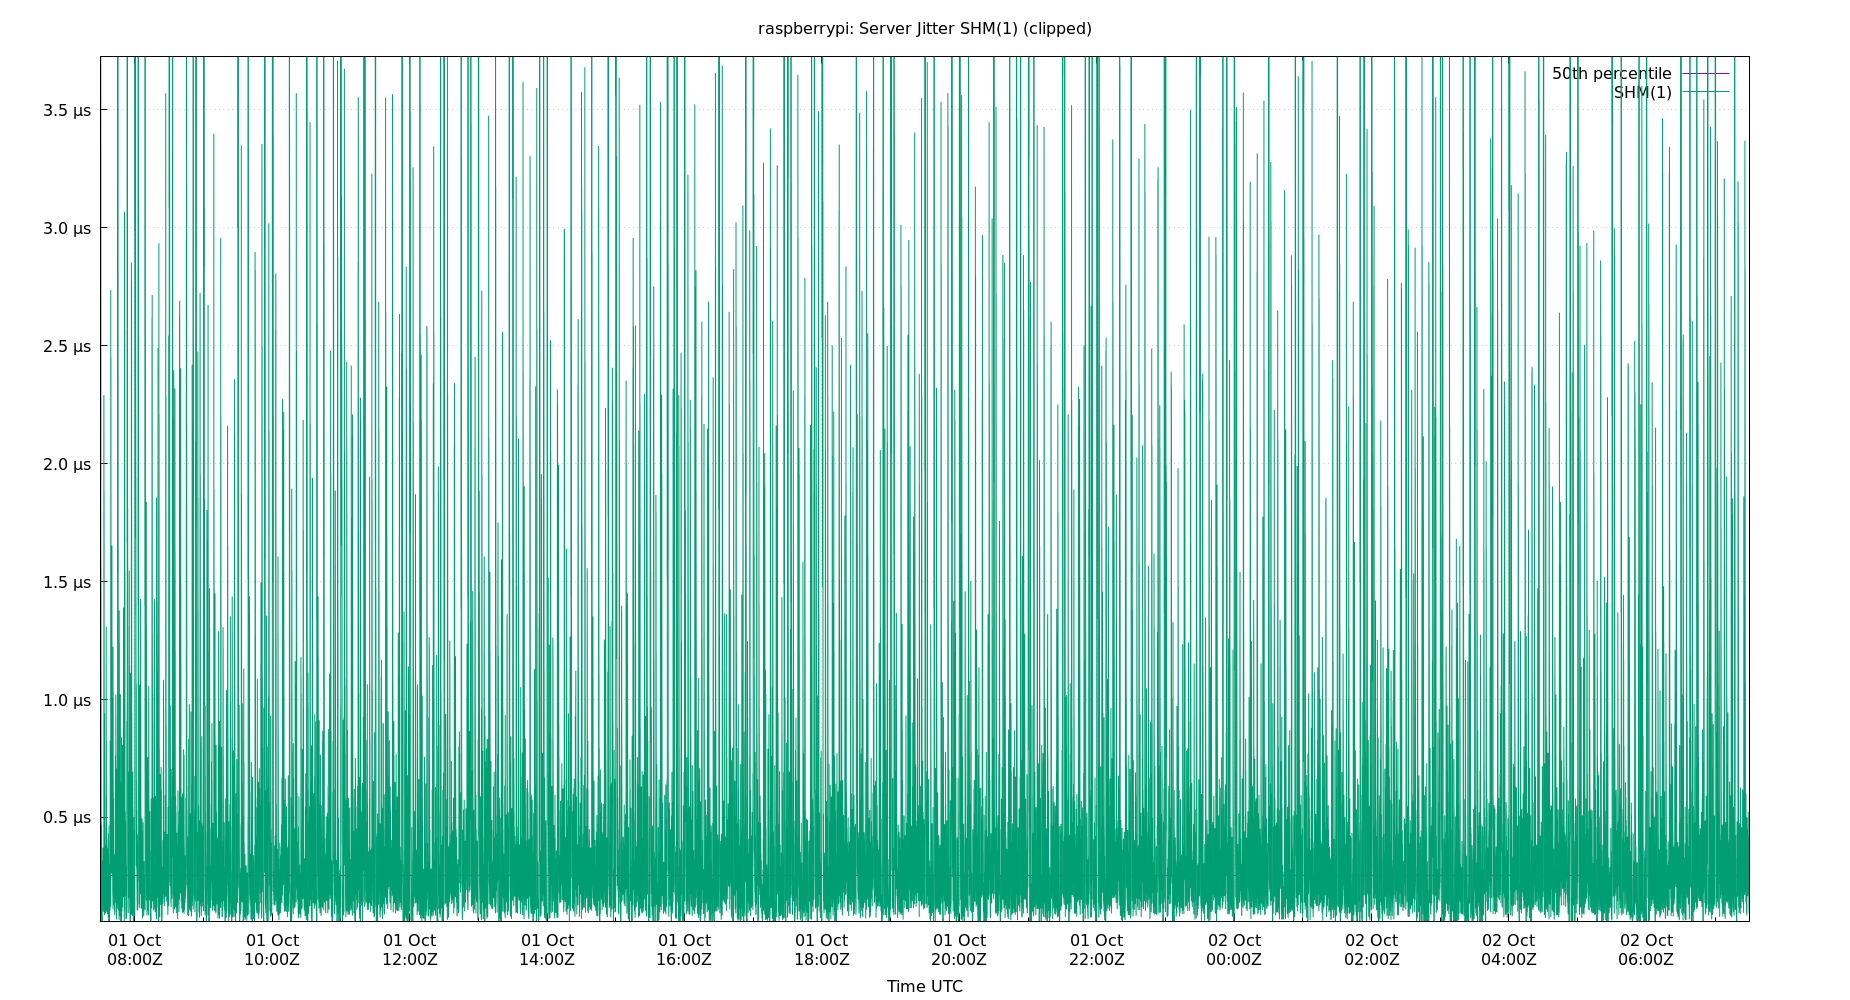 raspberrypi: Server Jitter SHM(1) (clipped)
50th percentile
SHM(1)
3.5 µs
3.0 µs
2.5 µs
2.0 µs
1.5 µs
1.0 µs
0.5 µs
01 Oct 01 Oct 01 Oct 01 Oct 01 Oct 01 Oct 01 Oct 01 Oct 02 Oct 02 Oct 02 Oct 02 Oct
08:00Z 10:00Z 12:00Z 14:00Z 16:00Z 18:00Z 20:00Z 22:00Z 00:00Z 02:00Z 04:00Z 06:00Z
Time UTC